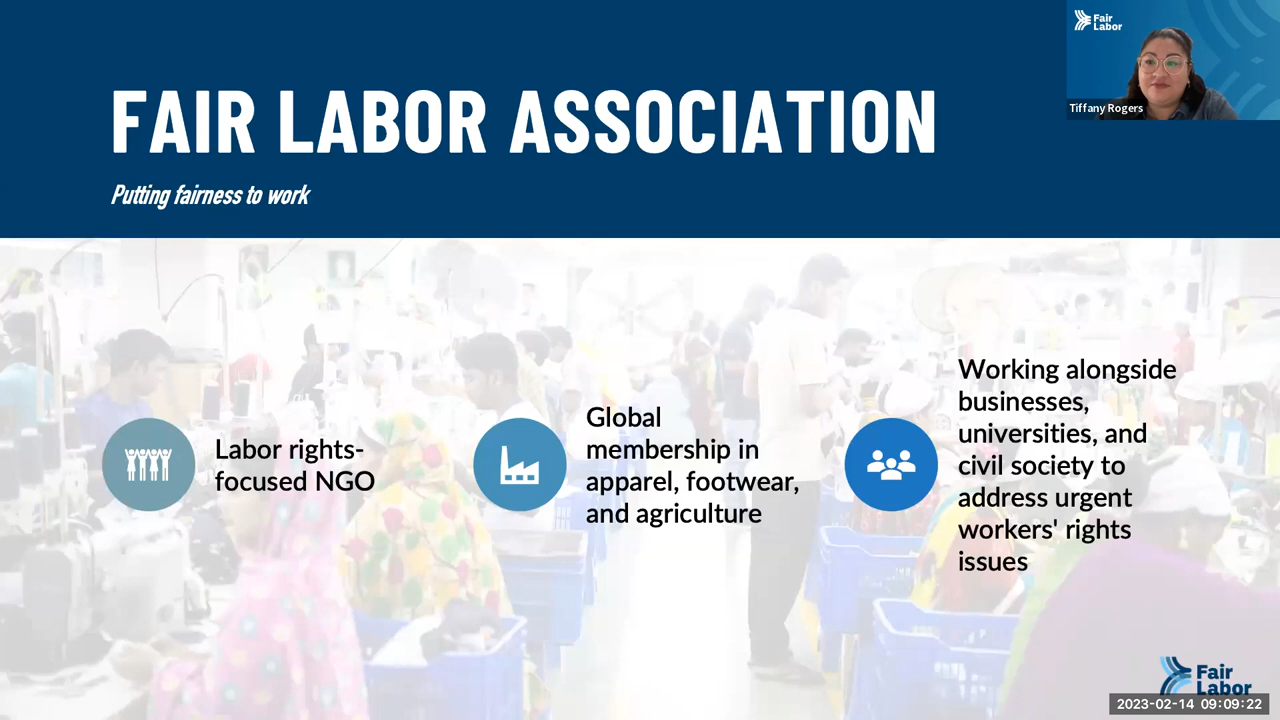 Fair
Labor
Tiffany Rogers
FAIR LABOR ASSOCIATION
Putting fairness to work
Labor rights-
focused NGO
Global
membership in
apparel, footwear,
and agriculture
Working alongside
businesses,
universities, and
civil society to
address urgent
workers' rights
issues
Fair
Labor
2023-02-14 09:09:22